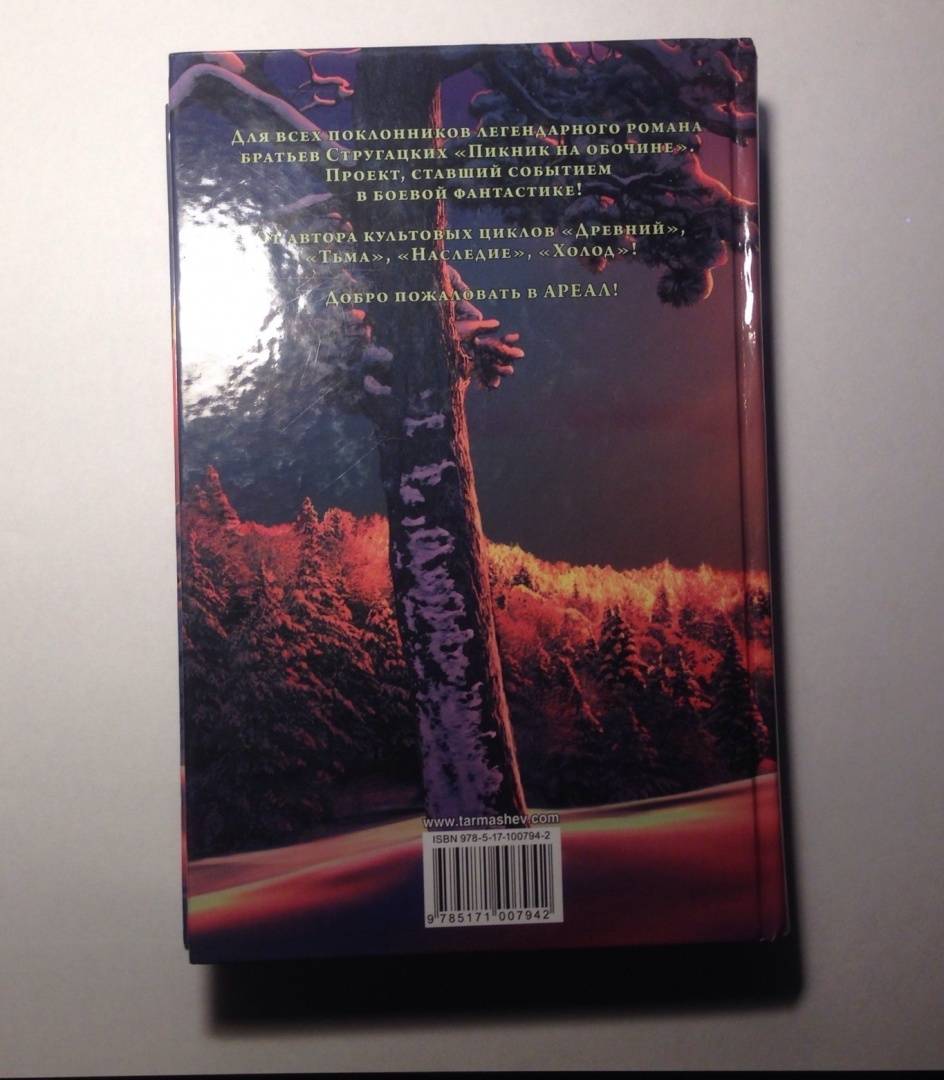 Для всех поклонников легендарного романа
братьев Стругацких «Пикник на обочине».
Проект, ставший событием
в боевой фантастике!
От автора культовых циклов «Древний»,
«Тьма», «Наследие», «Холод»!
Добро пожаловать в АРЕАЛ!
www.tarmashev.com
ISBN 978-5-17-100794-2
9 785171 007942